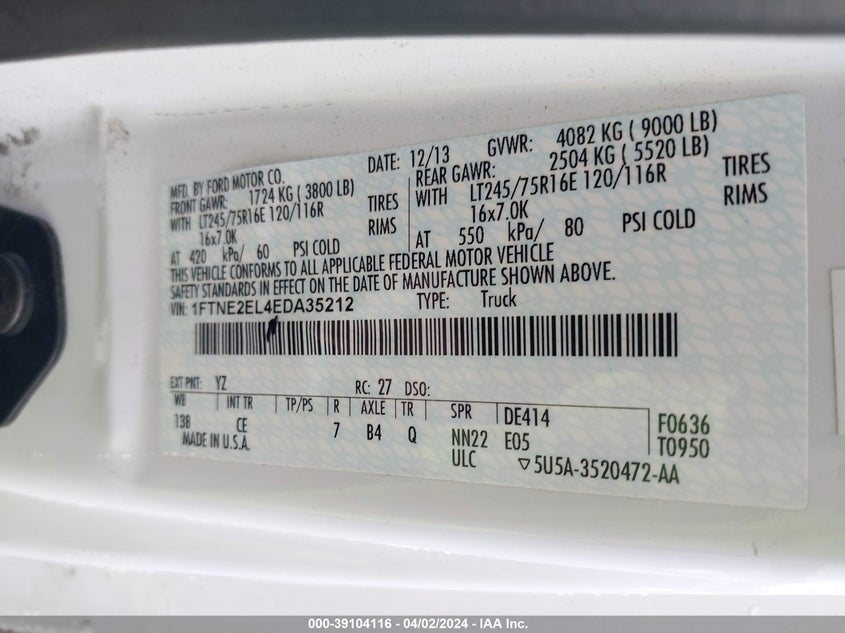 MFD. BY FORD MOTOR CO. DATE: 12/13 GVWR: 4082 KG ( 9000 LB)
FRONT GAWR: 1724 KG ( 3800 LB) REAR GAWR: 2504 KG ( 5520 LB)
WITH LT245/75R16E 120/116R TIRES WITH LT245/75R16E 120/116R TIRES
16x7.0K RIMS 16x7.0K RIMS
AT 420 kPa/ 60 PSI COLD AT 550 kPa/ 80 PSI COLD
THIS VEHICLE CONFORMS TO ALL APPLICABLE FEDERAL MOTOR VEHICLE
SAFETY STANDARDS IN EFFECT ON THE DATE OF MANUFACTURE SHOWN ABOVE.
VIN: 1FTNE2EL4EDA35212 TYPE: Truck
EXT PNT: YZ RC: 27 DSO:
WB INT TR TP/PS R AXLE TR SPR DE414 F0636
138 CE 7 B4 Q NN22 E05 T0950
MADE IN U.S.A. ULC ▽5U5A-3520472-AA
000-39104116 - 04/02/2024 - IAA Inc.